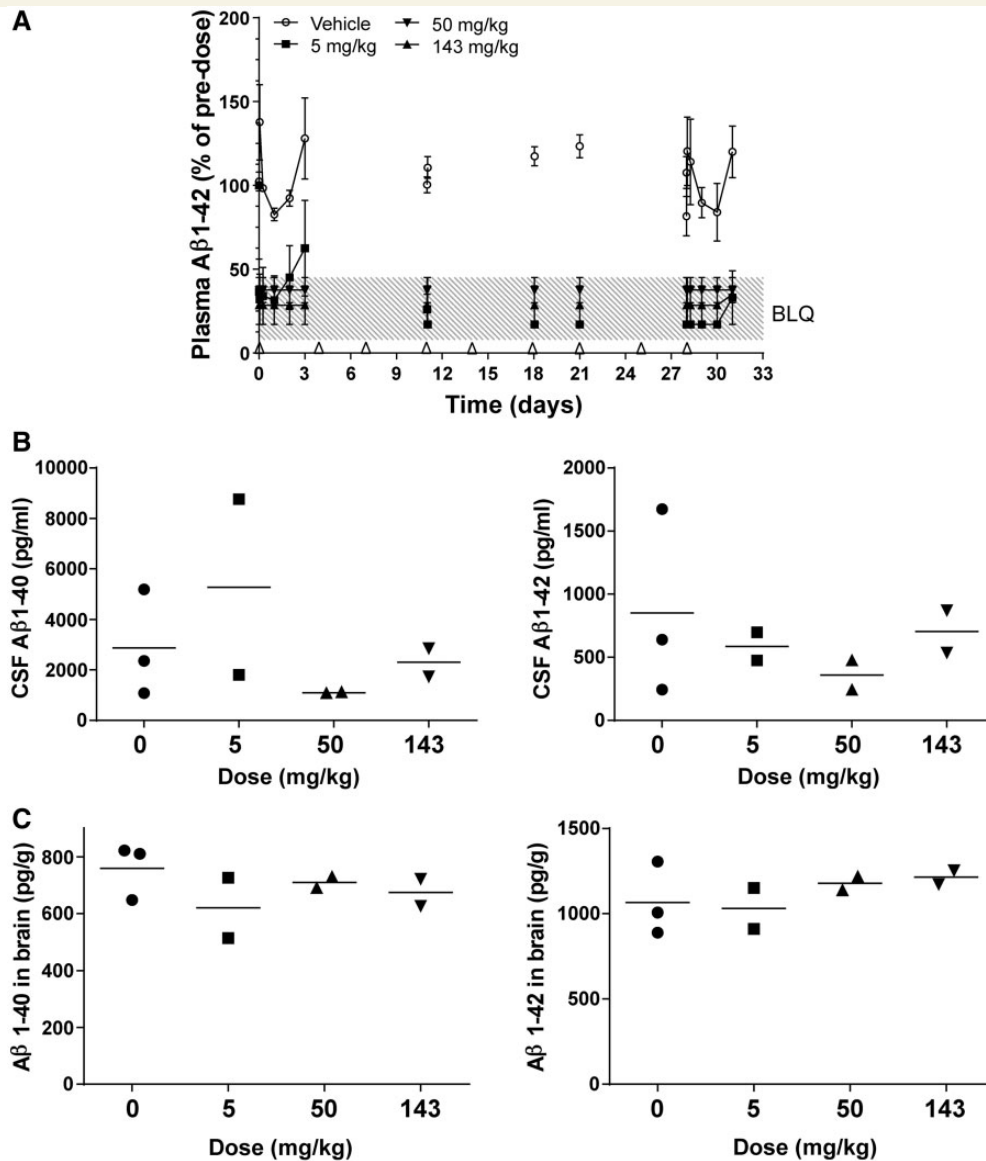 A
Plasma Aβ1-42 (% of pre-dose)
200
150
100
50
0
Vehicle
5 mg/kg
50 mg/kg
143 mg/kg
BLQ
0 3 6 9 12 15 18 21 24 28 30 33
Time (days)
B
CSF Aβ1-40 (pg/ml)
10000
8000
6000
4000
2000
0
0 5 50 143
Dose (mg/kg)
CSF Aβ1-42 (pg/ml)
2000
1500
1000
500
0
0 5 50 143
Dose (mg/kg)
C
Aβ 1-40 in brain (pg/g)
800
600
400
200
0
0 5 50 143
Dose (mg/kg)
Aβ 1-42 in brain (pg/g)
1500
1000
500
0
0 5 50 143
Dose (mg/kg)